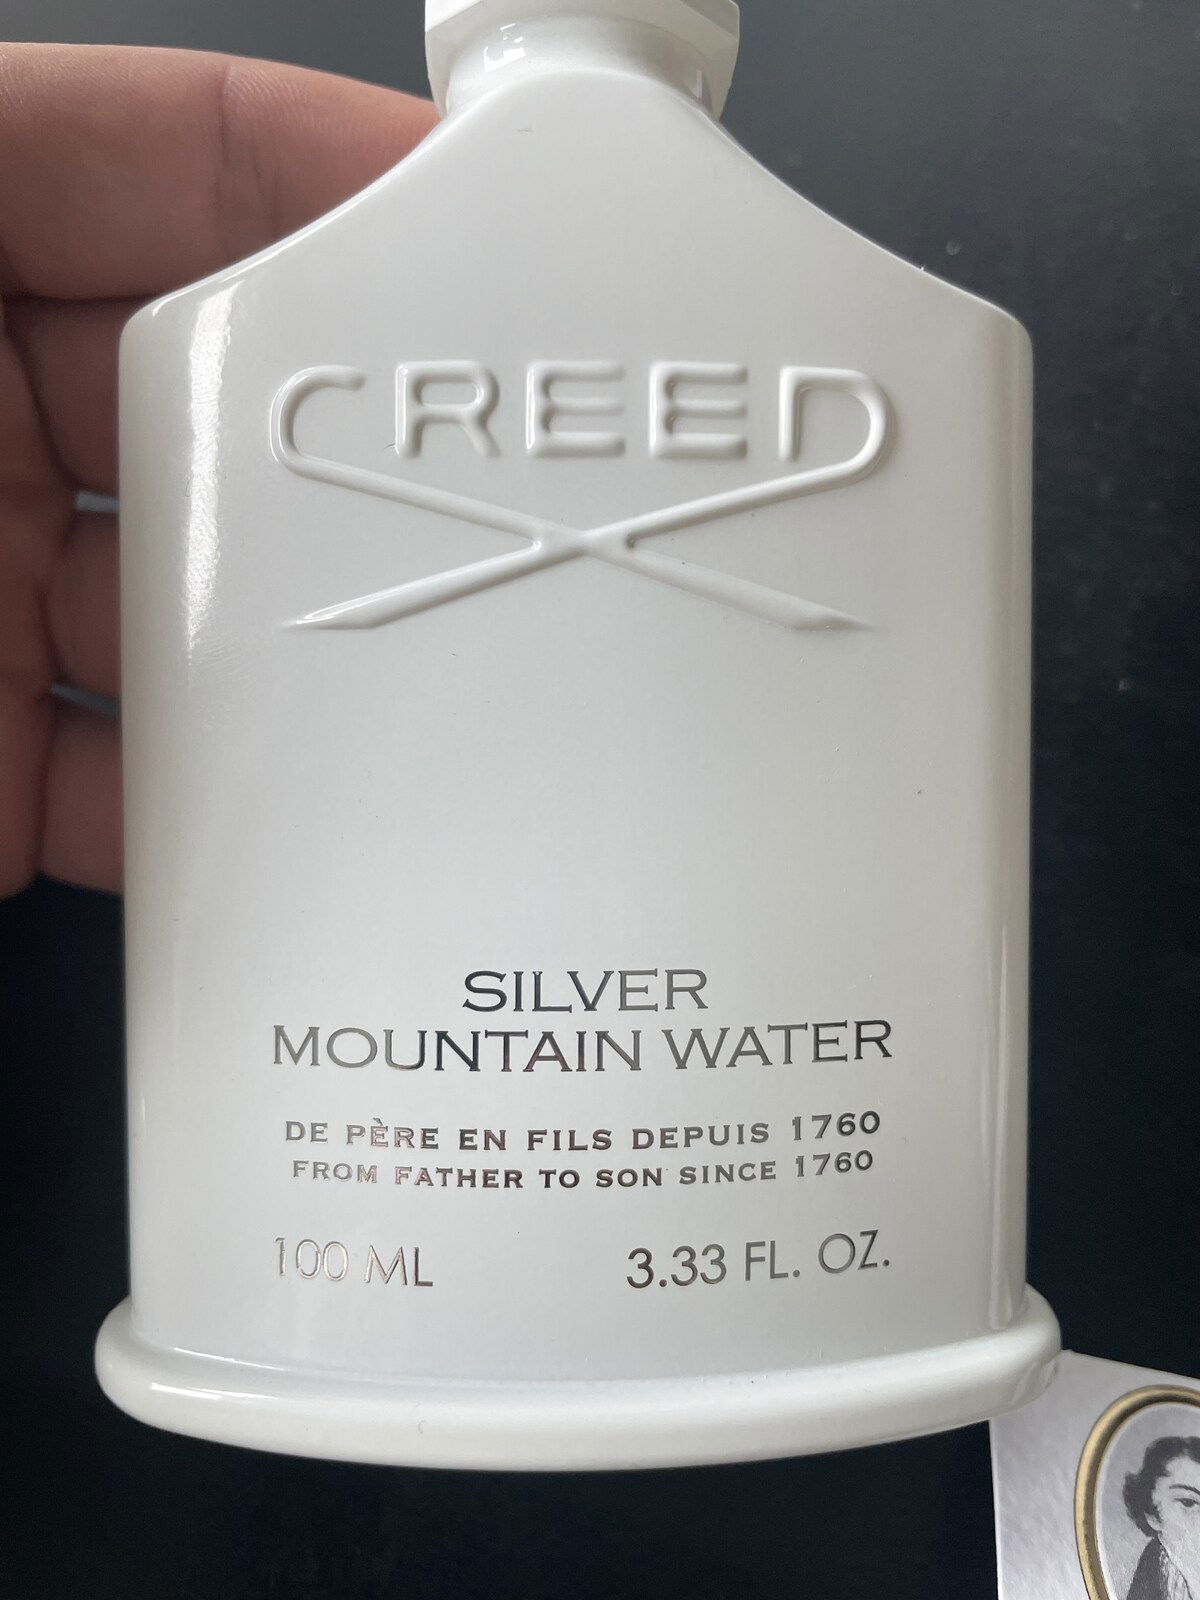 CREED
SILVER
MOUNTAIN WATER
DE PÈRE EN FILS DEPUIS 1760
FROM FATHER TO SON SINCE 1760
100 ML 3.33 FL. OZ.